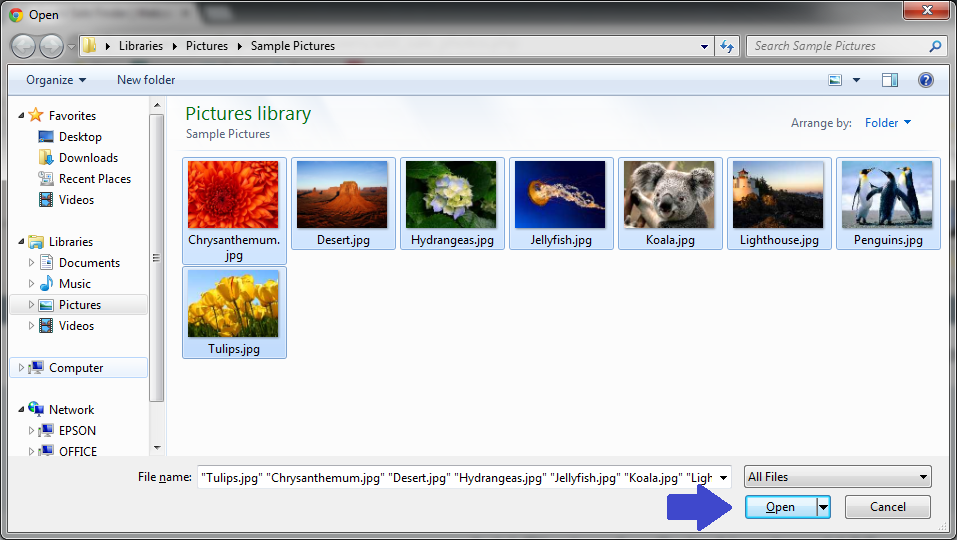 Open
Libraries Pictures Sample Pictures
Search Sample Pictures
Organize New folder
Favorites
Desktop
Downloads
Recent Places
Videos
Libraries
Documents
Music
Pictures
Videos
Computer
Network
EPSON
OFFICE
Pictures library
Sample Pictures
Arrange by: Folder
Chrysanthemum.
jpg
Desert.jpg
Hydrangeas.jpg
Jellyfish.jpg
Koala.jpg
Lighthouse.jpg
Penguins.jpg
Tulips.jpg
File name: "Tulips.jpg" "Chrysanthemum.jpg" "Desert.jpg" "Hydrangeas.jpg" "Jellyfish.jpg" "Koala.jpg" "Ligh
All Files
Open Cancel